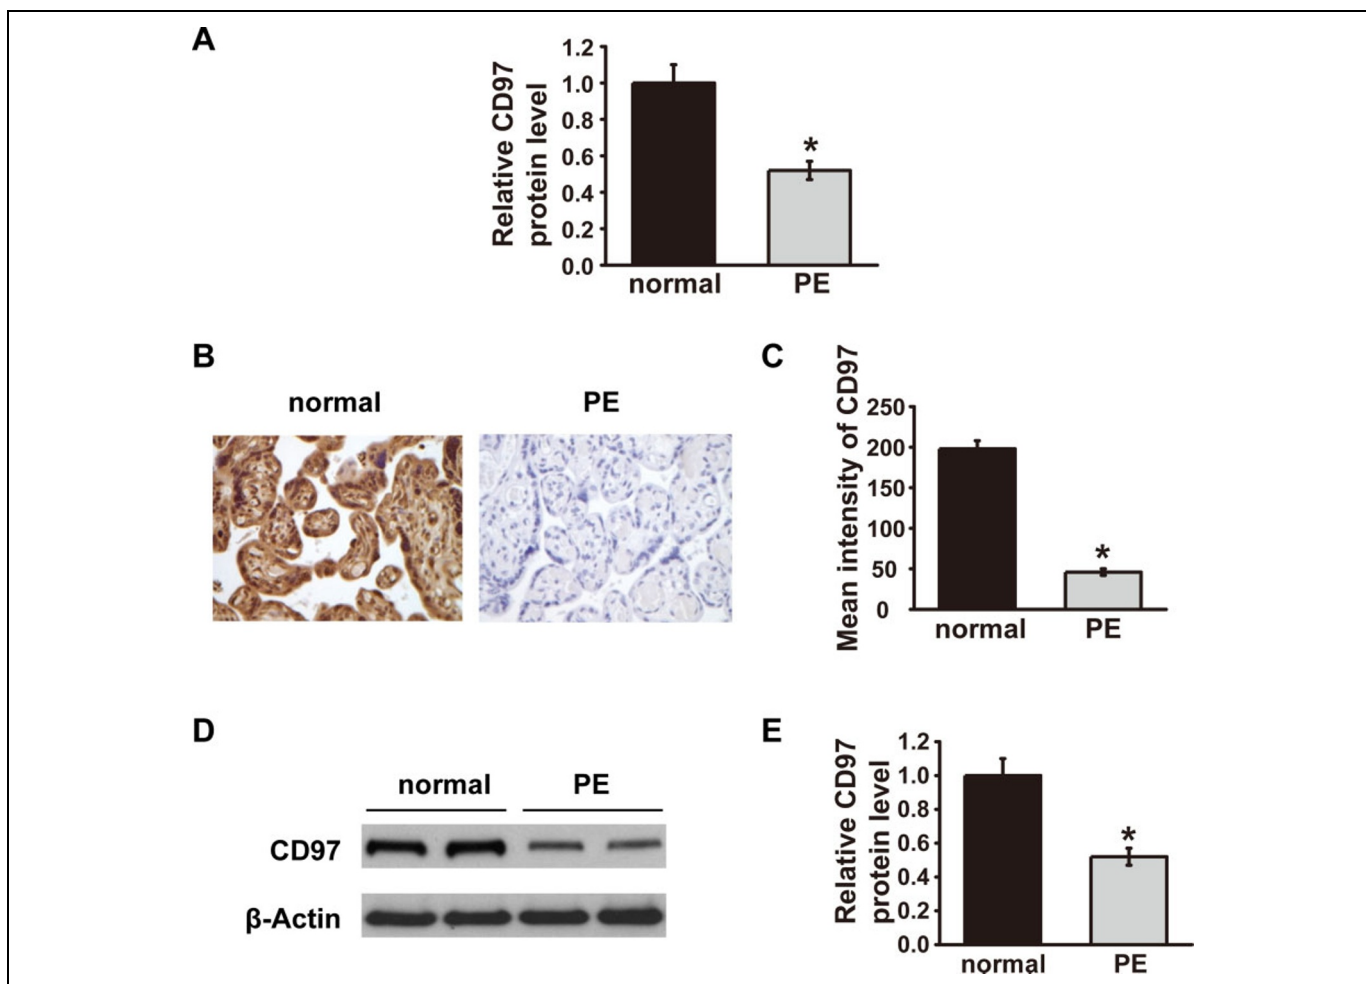 A
Relative CD97
protein level
1.2
1.0
0.8
0.6
0.4
0.2
0.0
*
normal
PE
B
normal
PE
C
Mean intensity of CD97
250
200
150
100
50
0
*
normal
PE
D
normal
PE
CD97
β-Actin
E
Relative CD97
protein level
1.2
1.0
0.8
0.6
0.4
0.2
0.0
*
normal
PE